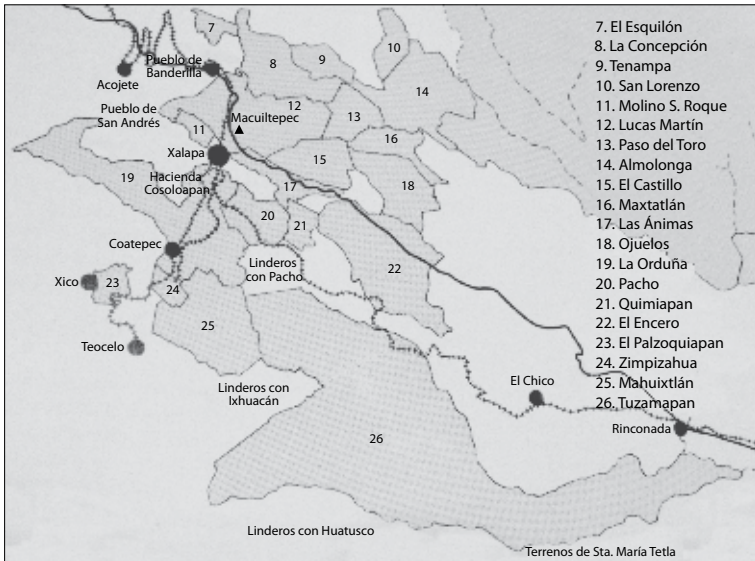 7
8
9
10
14
12
13
11
16
15
17
18
19
20
21
22
23
24
25
26
Pueblo de
Banderilla
Acojete
Pueblo de
San Andrés
Macuiltepec
Xalapa
Hacienda
Cosoloapan
Coatepec
Linderos
con Pacho
Xico
Teocelo
Linderos con
Ixhuacán
El Chico
Rinconada
Linderos con Huatusco
Terrenos de Sta. María Tetla
7. El Esquilón
8. La Concepción
9. Tenampa
10. San Lorenzo
11. Molino S. Roque
12. Lucas Martín
13. Paso del Toro
14. Almolonga
15. El Castillo
16. Maxtatlán
17. Las Ánimas
18. Ojuelos
19. La Orduña
20. Pacho
21. Quimiapan
22. El Encero
23. El Palzoquiapan
24. Zimpizahua
25. Mahuixtlán
26. Tuzamapan